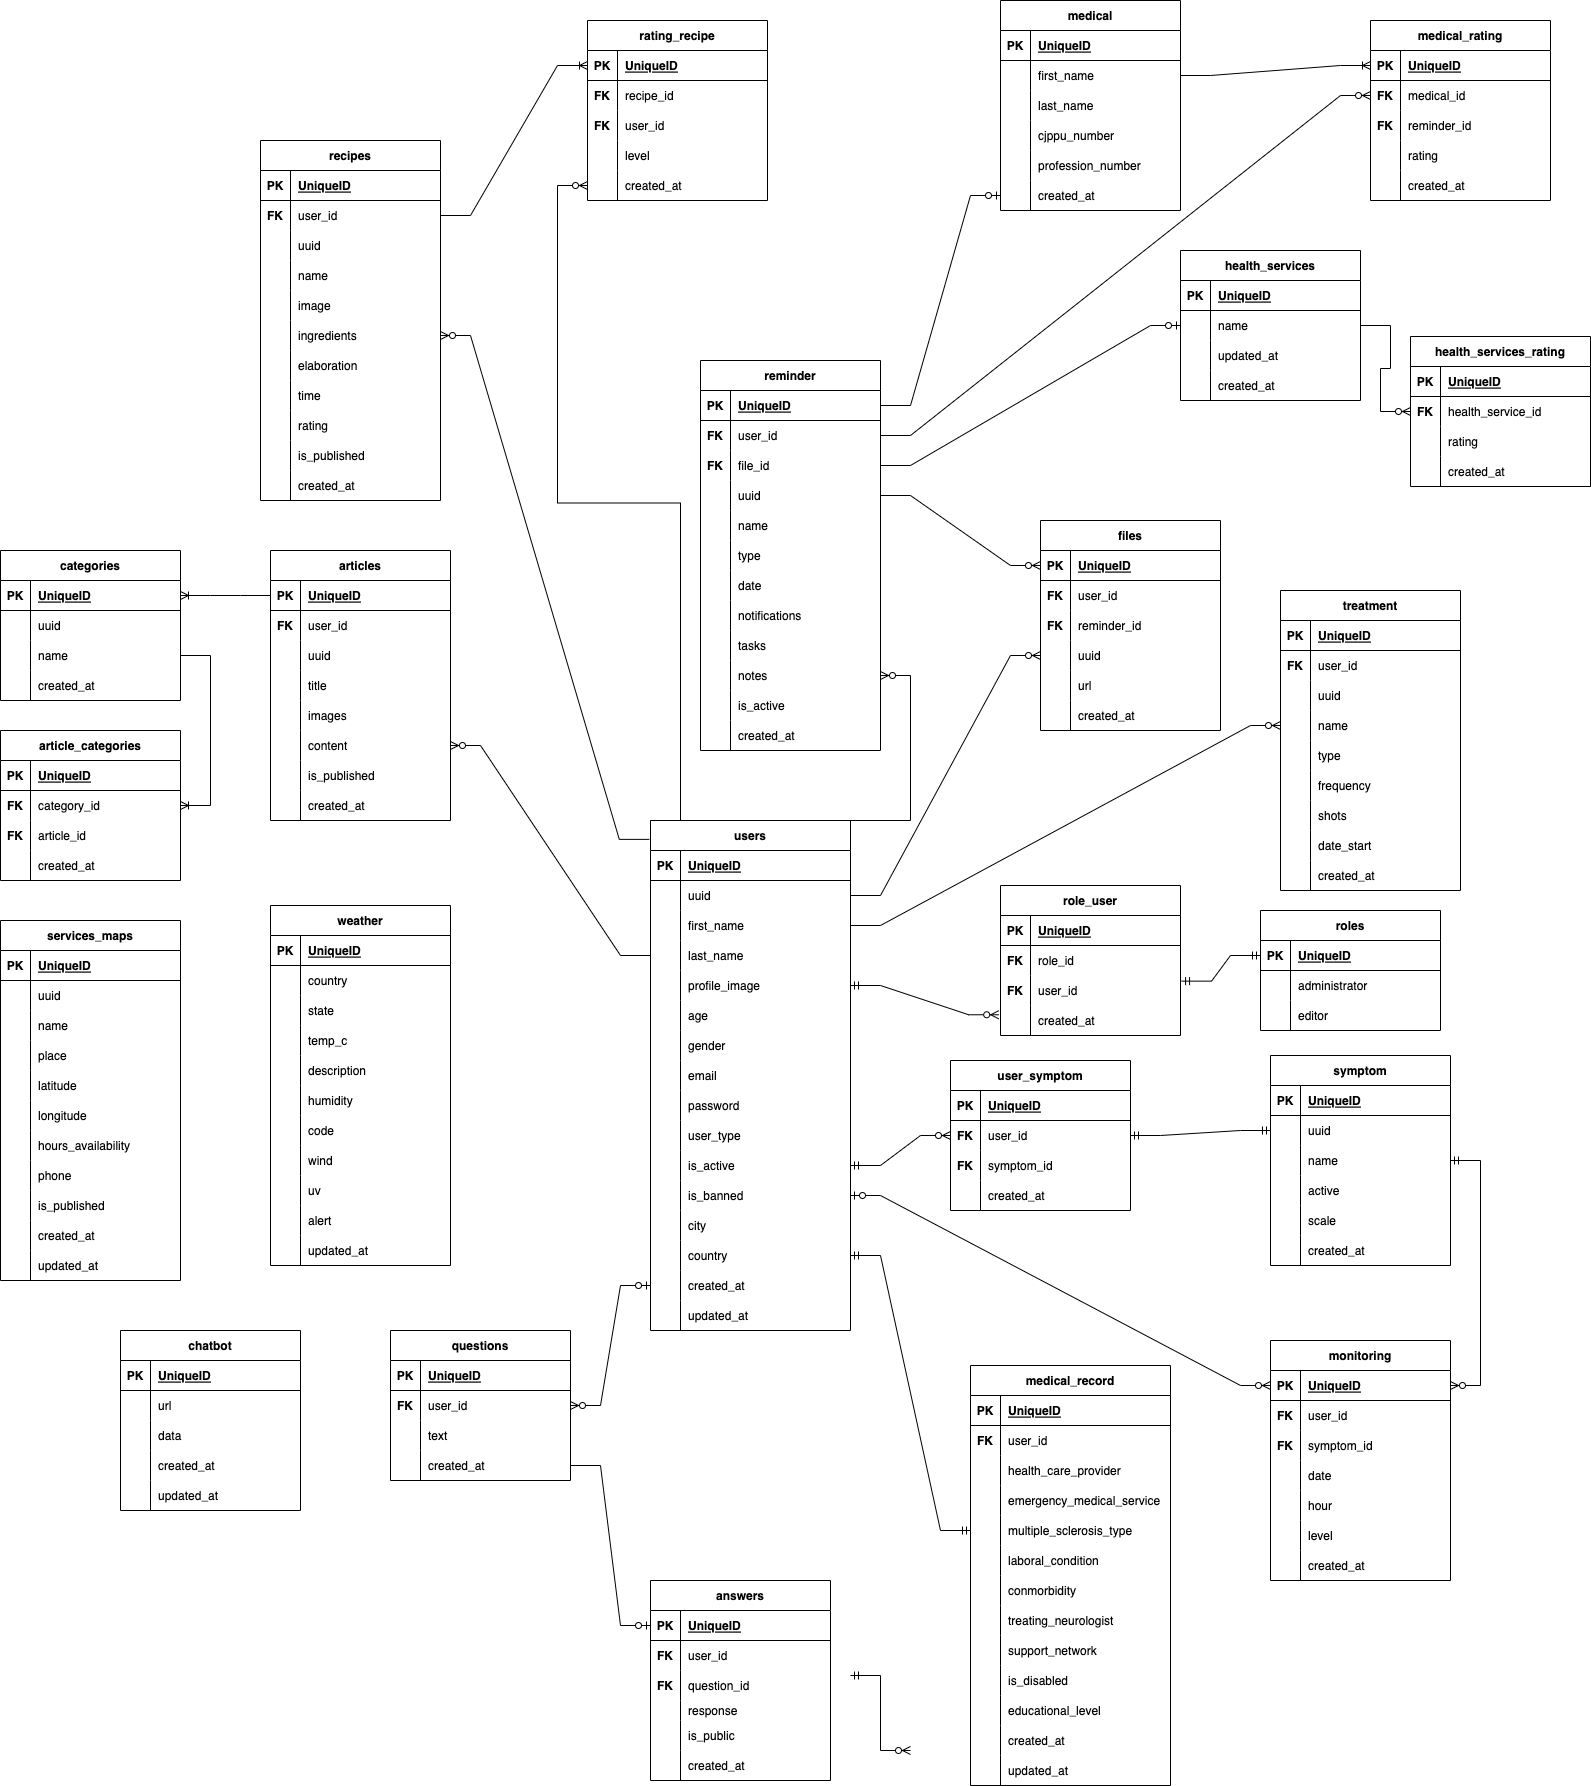 rating_recipe
PK UniqueID
FK recipe_id
FK user_id
level
created_at
medical
PK UniqueID
first_name
last_name
cjppu_number
profession_number
created_at
medical_rating
PK UniqueID
FK medical_id
FK reminder_id
rating
created_at
recipes
PK UniqueID
FK user_id
uuid
name
image
ingredients
elaboration
time
rating
is_published
created_at
health_services
PK UniqueID
name
updated_at
created_at
health_services_rating
PK UniqueID
FK health_service_id
rating
created_at
reminder
PK UniqueID
FK user_id
FK file_id
uuid
name
type
date
notifications
tasks
notes
is_active
created_at
files
PK UniqueID
FK user_id
FK reminder_id
uuid
url
created_at
categories
PK UniqueID
uuid
name
created_at
articles
PK UniqueID
FK user_id
uuid
title
images
content
is_published
created_at
treatment
PK UniqueID
FK user_id
uuid
name
type
frequency
shots
date_start
created_at
article_categories
PK UniqueID
FK category_id
FK article_id
created_at
users
PK UniqueID
uuid
first_name
last_name
profile_image
age
gender
email
password
user_type
is_active
is_banned
city
country
created_at
updated_at
role_user
PK UniqueID
FK role_id
FK user_id
created_at
roles
PK UniqueID
administrator
editor
services_maps
PK UniqueID
uuid
name
place
latitude
longitude
hours_availability
phone
is_published
created_at
updated_at
weather
PK UniqueID
country
state
temp_c
description
humidity
code
wind
uv
alert
updated_at
user_symptom
PK UniqueID
FK user_id
FK symptom_id
created_at
symptom
PK UniqueID
uuid
name
active
scale
created_at
chatbot
PK UniqueID
url
data
created_at
updated_at
questions
PK UniqueID
FK user_id
text
created_at
medical_record
PK UniqueID
FK user_id
health_care_provider
emergency_medical_service
multiple_sclerosis_type
laboral_condition
conmorbidity
treating_neurologist
support_network
is_disabled
educational_level
created_at
updated_at
monitoring
PK UniqueID
FK user_id
FK symptom_id
date
hour
level
created_at
answers
PK UniqueID
FK user_id
FK question_id
response
is_public
created_at